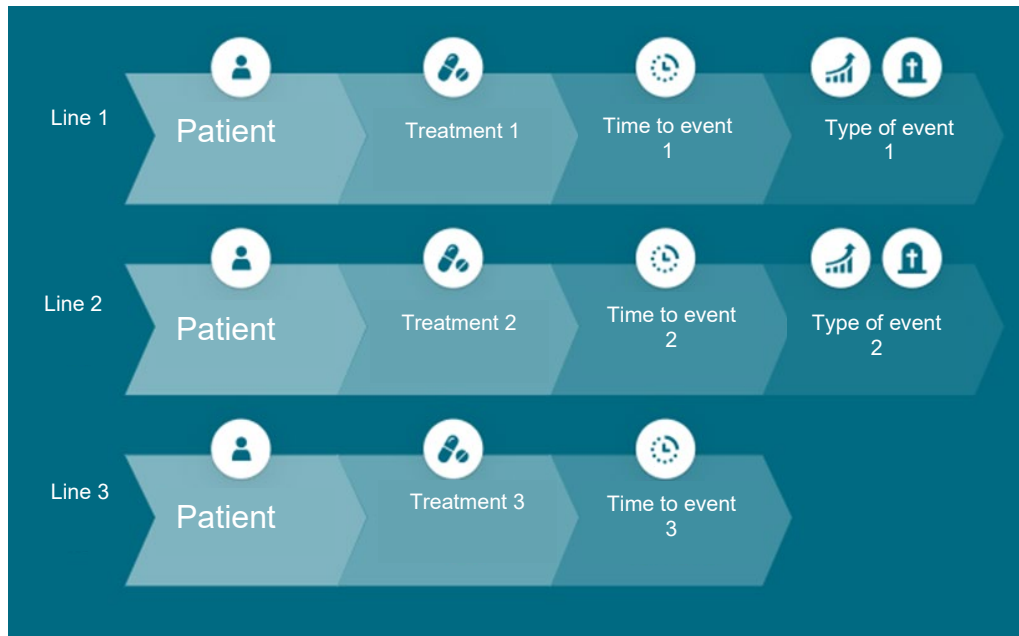 Line 1
Patient
Treatment 1
Time to event
1
Type of event
1
Line 2
Patient
Treatment 2
Time to event
2
Type of event
2
Line 3
Patient
Treatment 3
Time to event
3